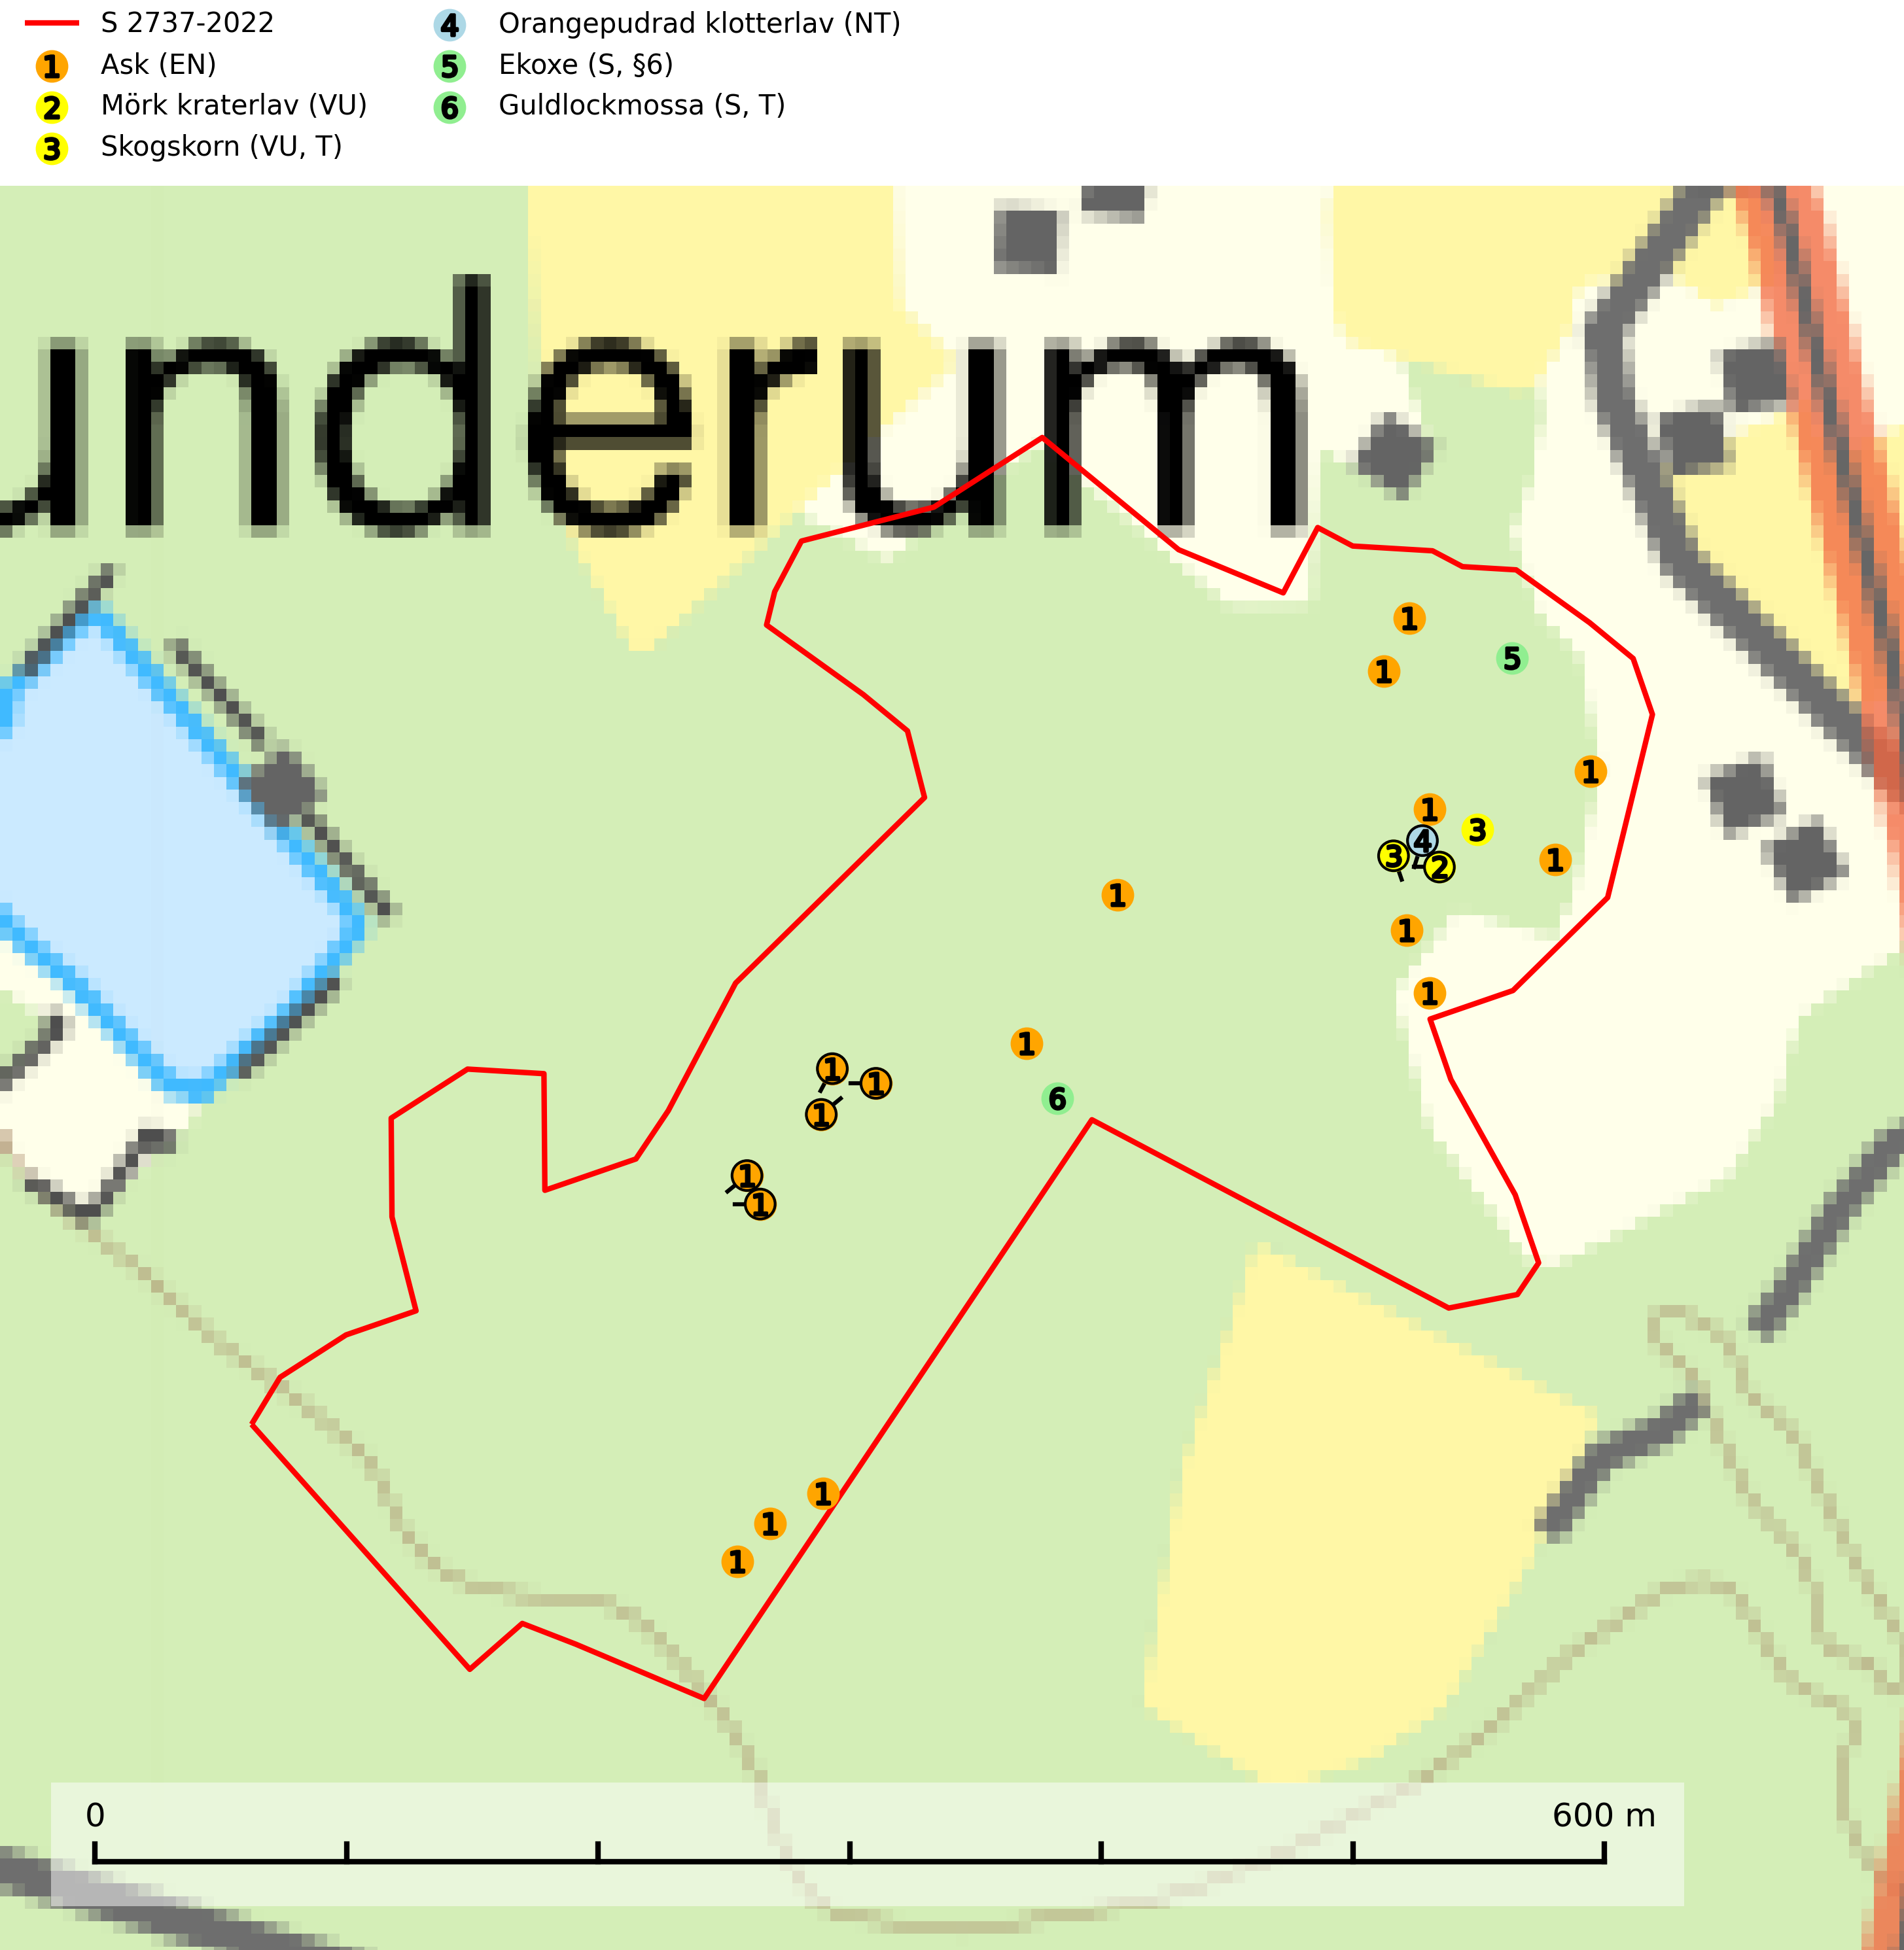 S 2737-2022
1 Ask (EN)
2 Mörk kraterlav (VU)
3 Skogskorn (VU, T)
4 Orangepudrad klotterlav (NT)
5 Ekoxe (S, §6)
6 Guldlockmossa (S, T)
underum
1
1
5
1
1
3
4
3
2
1
1
1
1
1
1
1
6
1
1
1
1
1
1
0 600 m